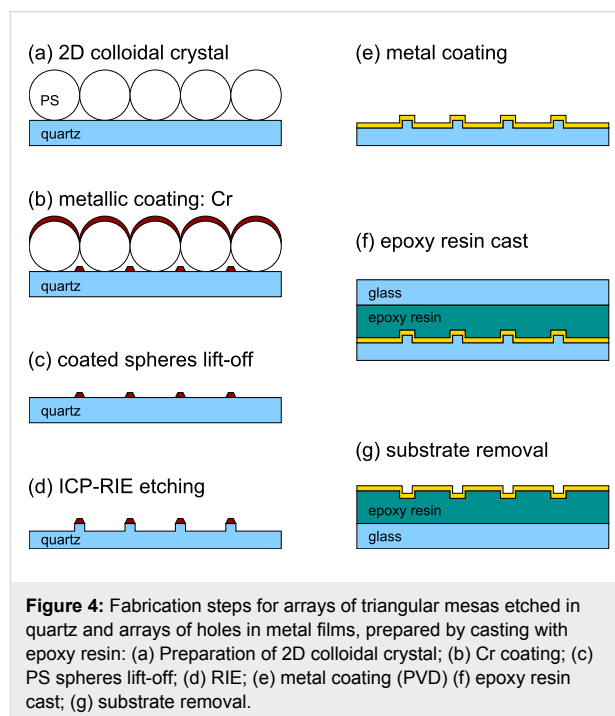 (a) 2D colloidal crystal
PS
quartz
(b) metallic coating: Cr
quartz
(c) coated spheres lift-off
quartz
(d) ICP-RIE etching
quartz
(e) metal coating
(f) epoxy resin cast
glass
epoxy resin
(g) substrate removal
epoxy resin
glass
Figure 4: Fabrication steps for arrays of triangular mesas etched in
quartz and arrays of holes in metal films, prepared by casting with
epoxy resin: (a) Preparation of 2D colloidal crystal; (b) Cr coating; (c)
PS spheres lift-off; (d) RIE; (e) metal coating (PVD) (f) epoxy resin
cast; (g) substrate removal.